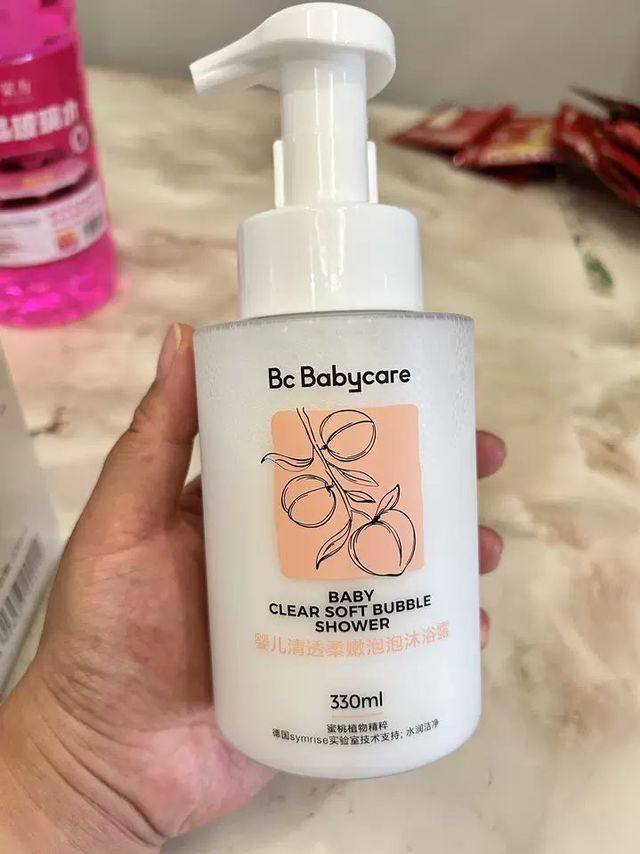 Bc Babycare
BABY
CLEAR SOFT BUBBLE
SHOWER
婴儿清透柔嫩泡泡沐浴露
330ml
蜜桃植物精粹
德国symrise实验室技术支持; 水润洁净